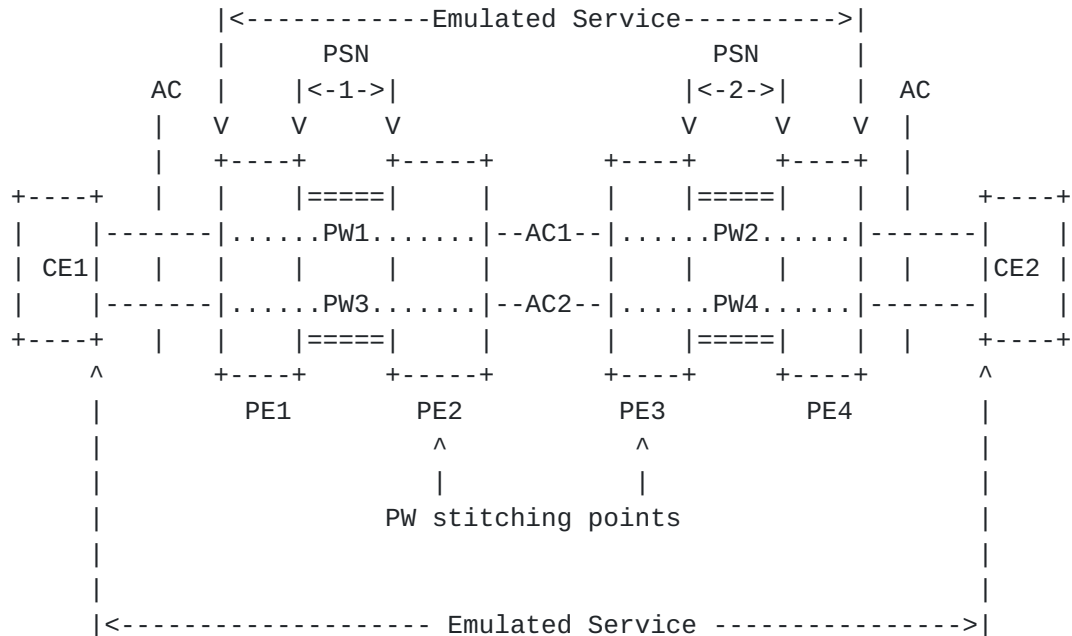 |<------------Emulated Service---------->|
|          PSN                      PSN         |
AC   |     |<-1->|                  |<-2->|     |   AC
|    V     V     V                  V     V     V   |
|    +----+     +-----+       +----+     +----+   |
+----+   |    |    |=====|     |       |    |=====|    |   |    +----+
|    |-------|......PW1.......|--AC1--|......PW2......|-------|    |
| CE1|   |    |    |     |     |       |    |     |    |   |    |CE2 |
|    |-------|......PW3.......|--AC2--|......PW4......|-------|    |
+----+   |    |    |=====|     |       |    |=====|    |   |    +----+
^       +----+     +-----+       +----+     +----+       ^
|         PE1         PE2           PE3         PE4         |
|                      ^            ^                      |
|                      |            |                      |
|                  PW stitching points                   |
|                                                        |
|                                                        |
|<--------------------- Emulated Service ---------------->|